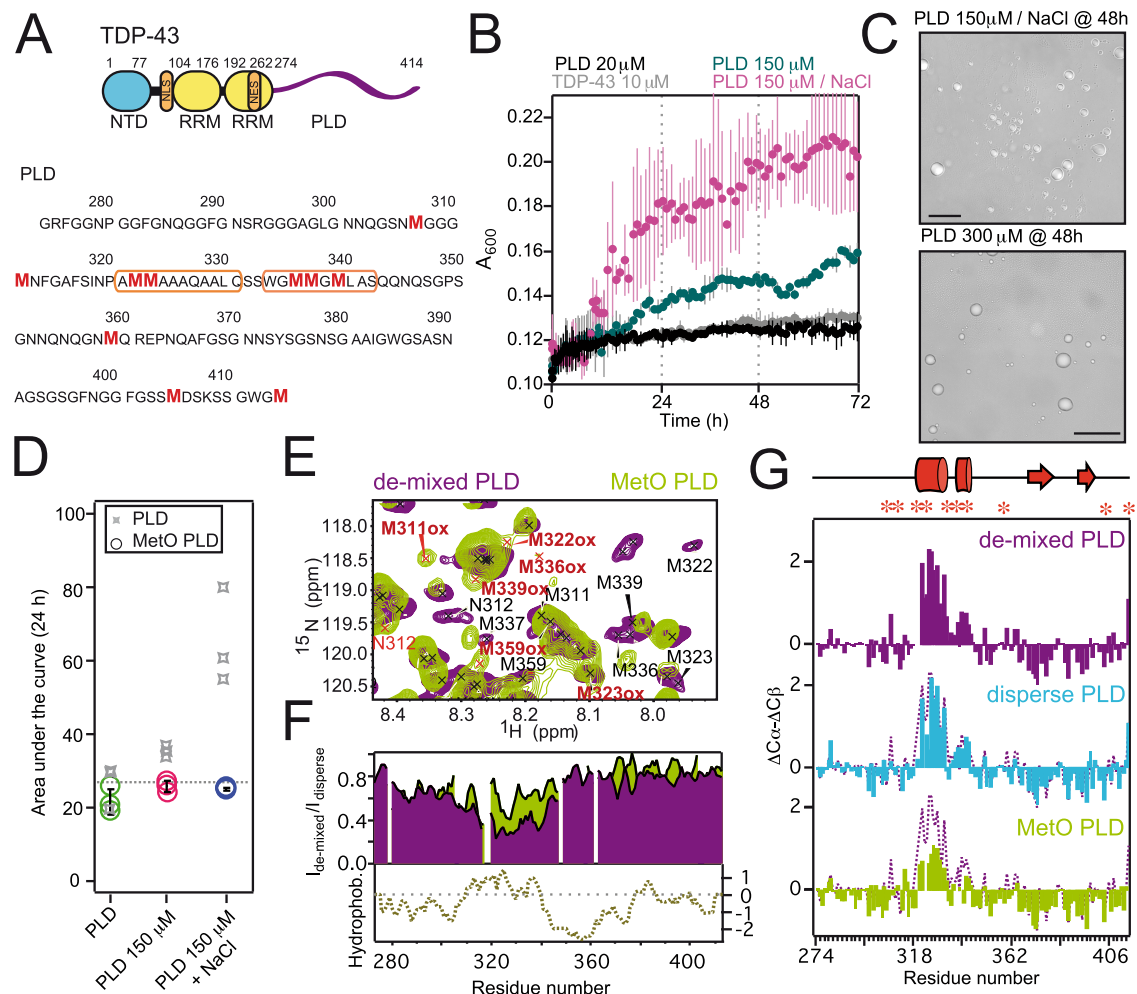 A
TDP-43
1 77 104 176 192 262 274 414
NLS
NES
NTD RRM RRM PLD
PLD
280 290 300 310
GRFGGNP GGFGNQGGFG NSRGGGAGLG NNQGSNMGGG
320 331 340 350
MNFGAFSINPAMMAAAQAALQSSWGMMGMLASQQNQSGPS
360 370 380 390
GNNQNQGNMQ REPNQAFGSG NNSYSGSNSG AAIGWGSASN
400 410
AGSGSGFNGG FGSSMDSKSS GWGM
B
PLD 20 μM PLD 150 μM
TDP-43 10 μM PLD 150 μM / NaCl
A600
0.22
0.20
0.18
0.16
0.14
0.12
0.10
0 24 48 72
Time (h)
C
PLD 150μM / NaCl @ 48h
PLD 300 μM @ 48h
D
Area under the curve (24 h)
PLD
MetO PLD
100
80
60
40
20
0
PLD
PLD 150 μM
PLD 150 μM
+ NaCl
E
de-mixed PLD MetO PLD
15N (ppm)
118.0
118.5
119.0
119.5
120.0
120.5
M311ox
M322ox
M336ox
M339ox
M339
M322
N312
M311
M337
N312
M359ox
M359
M336
M323
M323ox
8.4 8.3 8.2 8.1 8.0
1H (ppm)
F
Ide-mixed/Idisperse
0.8
0.4
0.0
Hydrophob.
1
0
-1
-2
280 320 360 400
Residue number
G
** ** *** * * *
de-mixed PLD
2
0
disperse PLD
2
0
MetO PLD
2
0
ΔCα-ΔCβ
274 318 362 406
Residue number